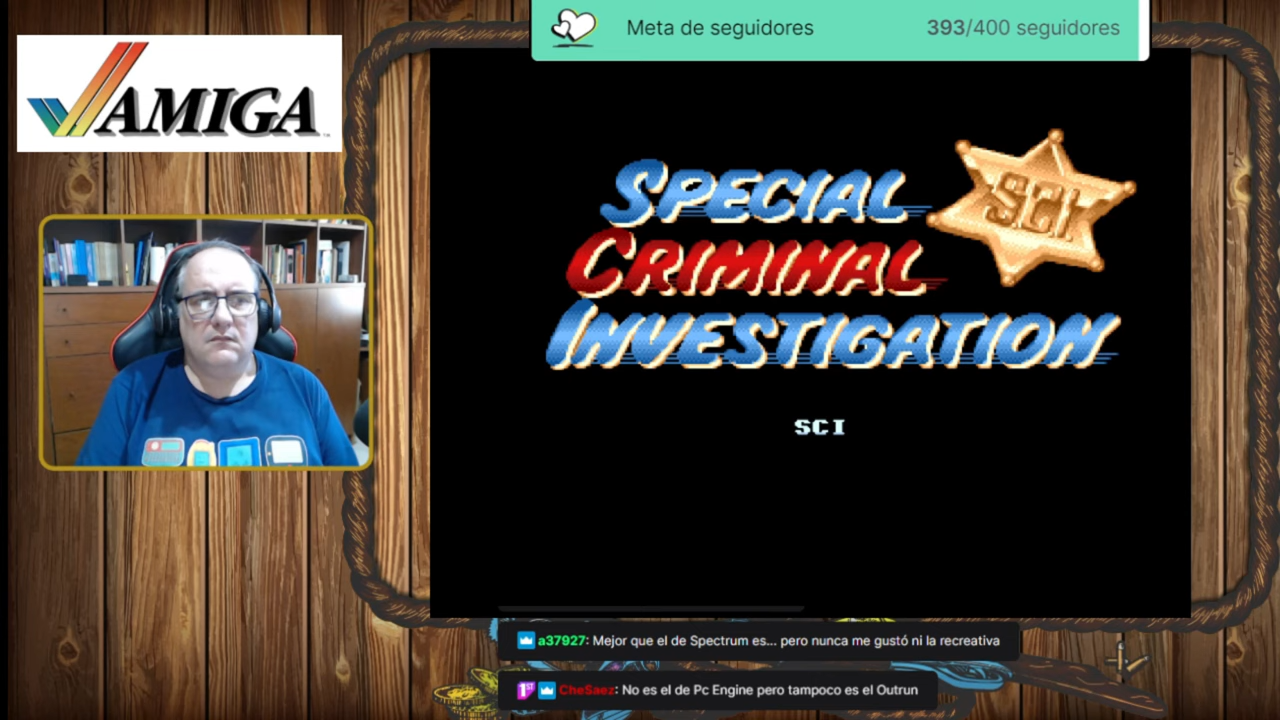 Meta de seguidores
393/400 seguidores
AMIGA
SPECIAL
SCI
CRIMINAL
INVESTIGATION
SCI
a37927: Mejor que el de Spectrum es... pero nunca me gustó ni la recreativa
1ST CheSaez: No es el de Pc Engine pero tampoco es el Outrun